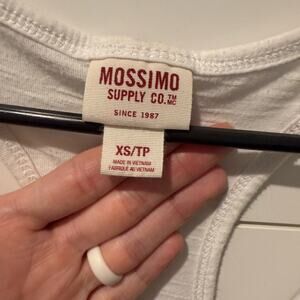 MOSSIMO
SUPPLY CO.™ MC
SINCE 1987
XS/TP
MADE IN VIETNAM
FABRIQUÉ AU VIETNAM